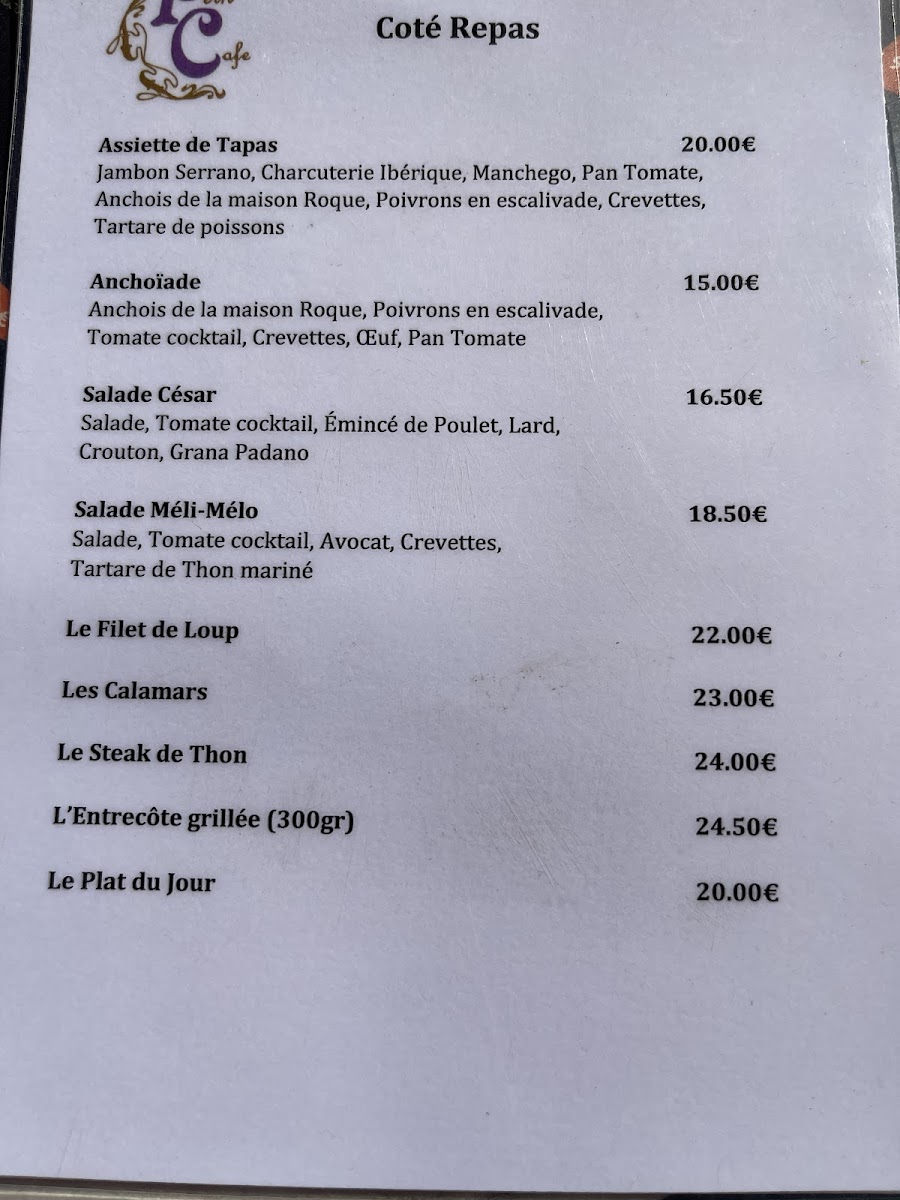 Cafe
Coté Repas
Assiette de Tapas 20.00€
Jambon Serrano, Charcuterie Ibérique, Manchego, Pan Tomate,
Anchois de la maison Roque, Poivrons en escalivade, Crevettes,
Tartare de poissons
Anchoïade 15.00€
Anchois de la maison Roque, Poivrons en escalivade,
Tomate cocktail, Crevettes, Œuf, Pan Tomate
Salade César 16.50€
Salade, Tomate cocktail, Émincé de Poulet, Lard,
Crouton, Grana Padano
Salade Méli-Mélo 18.50€
Salade, Tomate cocktail, Avocat, Crevettes,
Tartare de Thon mariné
Le Filet de Loup 22.00€
Les Calamars 23.00€
Le Steak de Thon 24.00€
L’Entrecôte grillée (300gr) 24.50€
Le Plat du Jour 20.00€